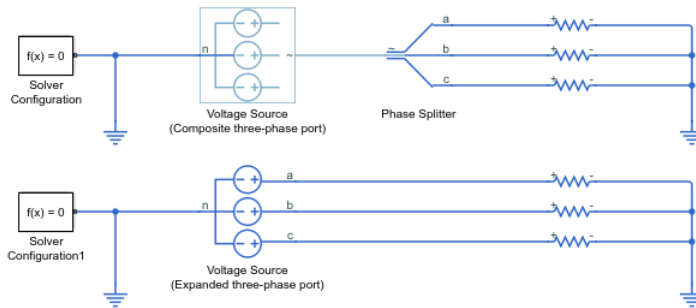 a
f(x) = 0
n
- +
- +
- +
~
~
b
c
+ -
+ -
+ -
Solver
Configuration
Voltage Source
(Composite three-phase port)
Phase Splitter
a
f(x) = 0
n
- +
- +
- +
b
c
+ -
+ -
+ -
Solver
Configuration1
Voltage Source
(Expanded three-phase port)